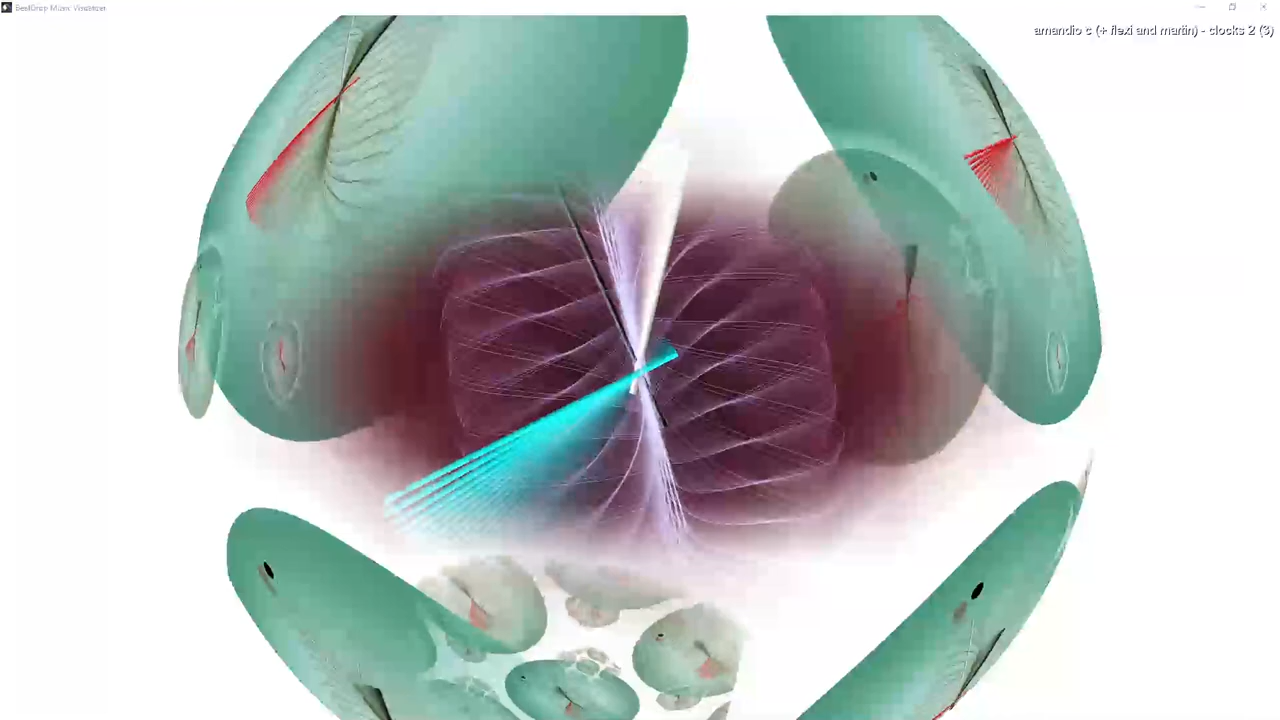 BeatDrop Music Visualizer
amandio c (+ flexi and martin) - clocks 2 (3)